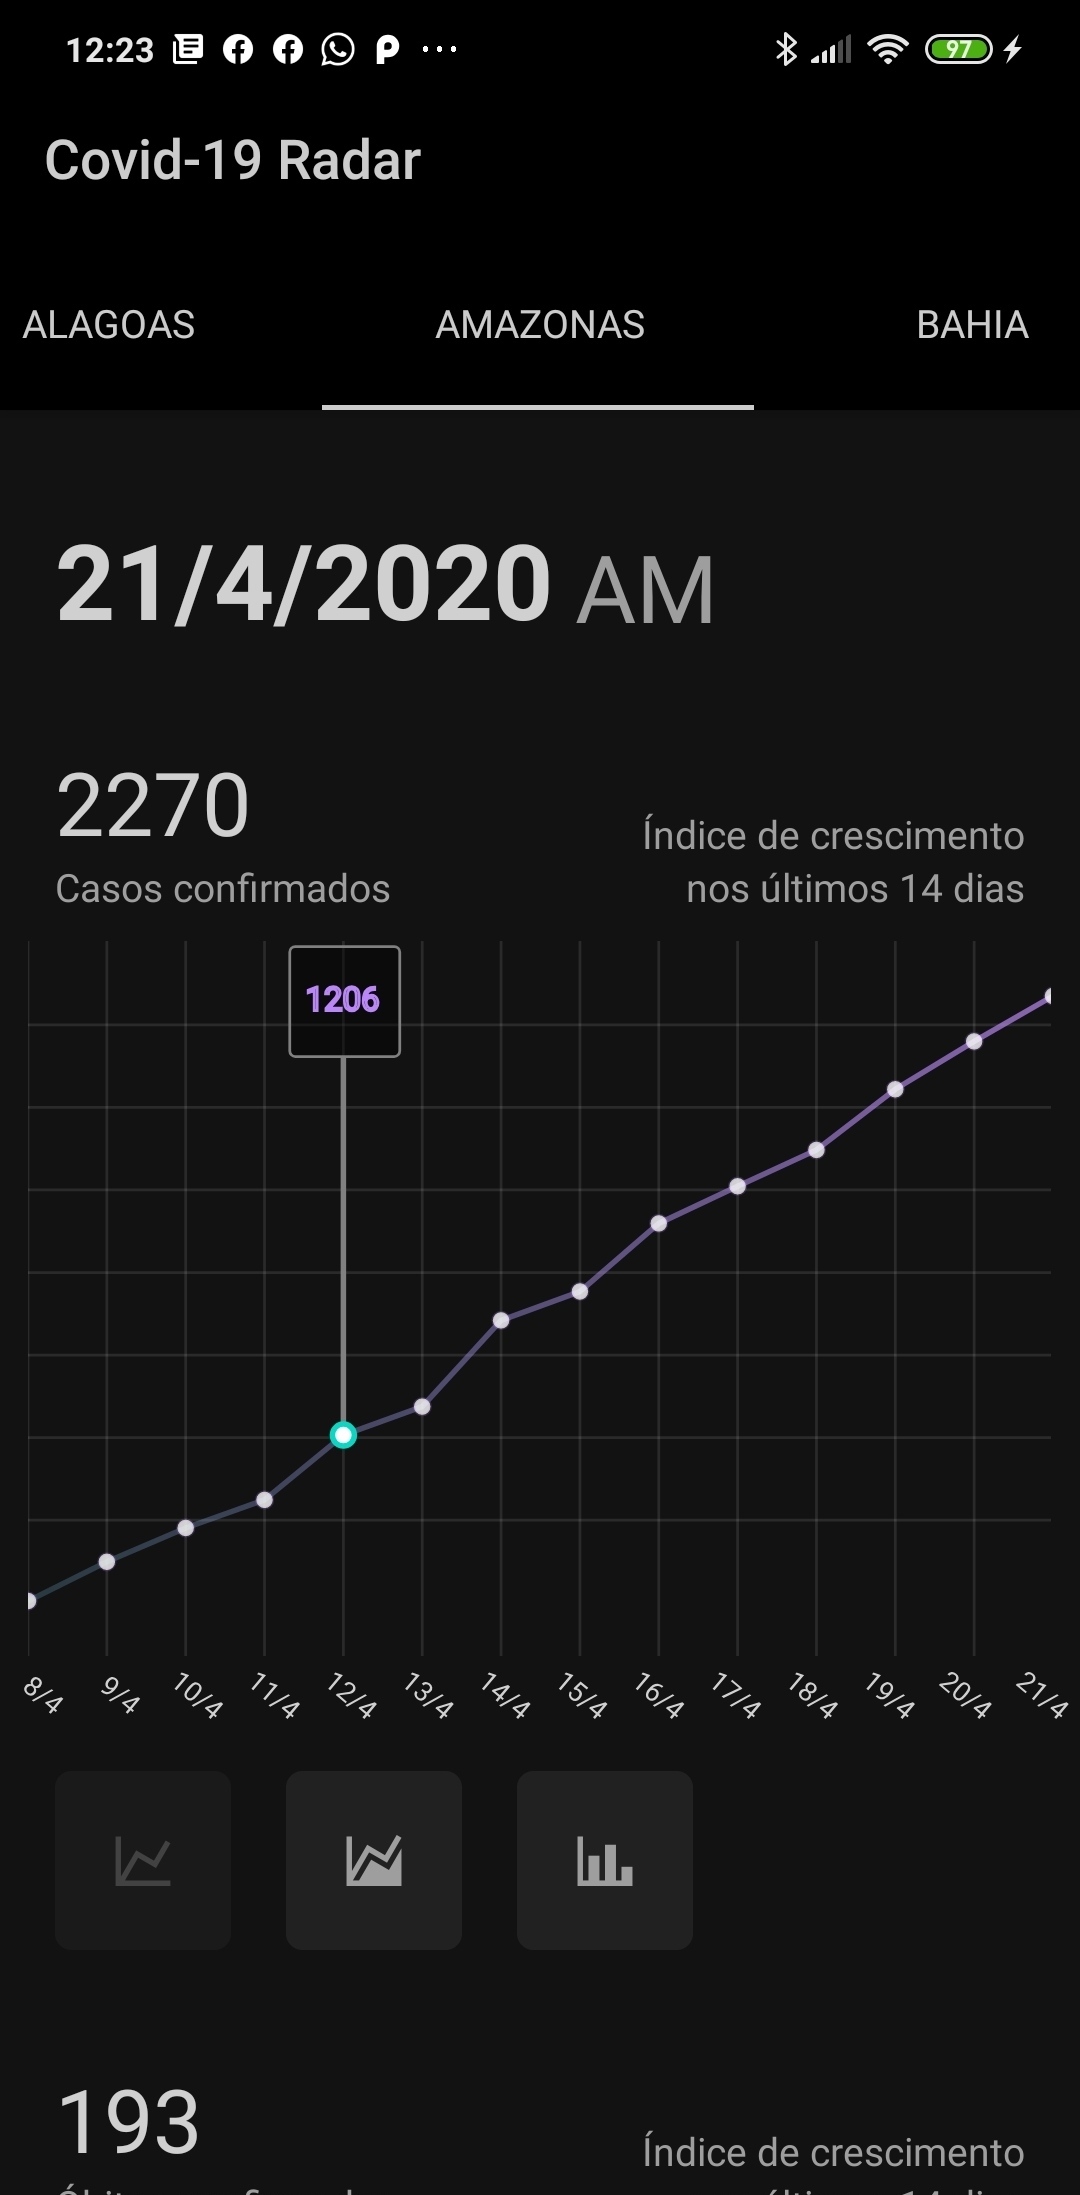 12:23
97
Covid-19 Radar
ALAGOAS AMAZONAS BAHIA
21/4/2020 AM
2270
Casos confirmados
Índice de crescimento
nos últimos 14 dias
1206
8/4 9/4 10/4 11/4 12/4 13/4 14/4 15/4 16/4 17/4 18/4 19/4 20/4 21/4
193
Índice de crescimento